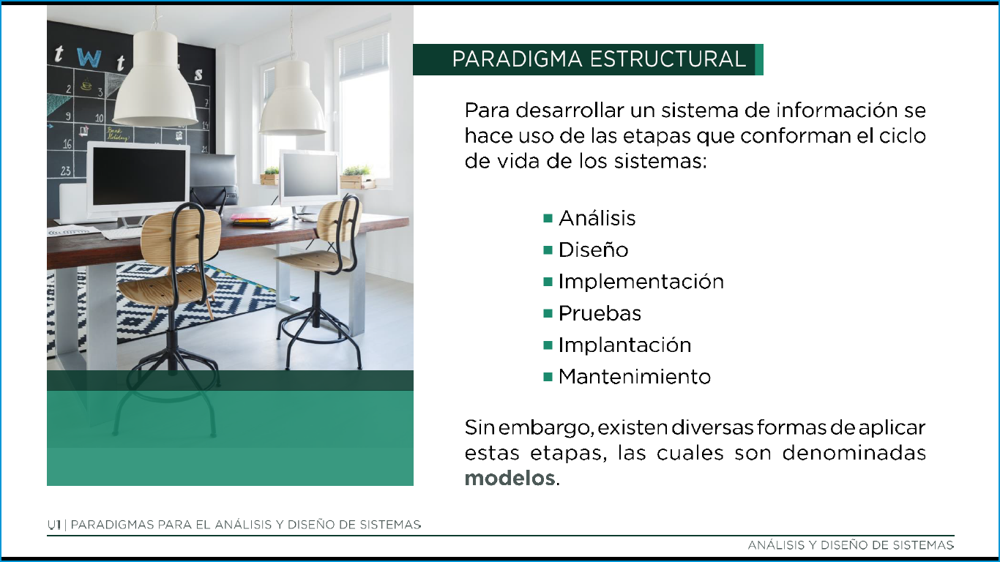 t W t s
2 3 7
9 10 14
Bank
Holiday!
16 21
23
PARADIGMA ESTRUCTURAL
Para desarrollar un sistema de información se
hace uso de las etapas que conforman el ciclo
de vida de los sistemas:
Análisis
Diseño
Implementación
Pruebas
Implantación
Mantenimiento
Sin embargo, existen diversas formas de aplicar
estas etapas, las cuales son denominadas
modelos.
U1 | PARADIGMAS PARA EL ANÁLISIS Y DISEÑO DE SISTEMAS
ANÁLISIS Y DISEÑO DE SISTEMAS